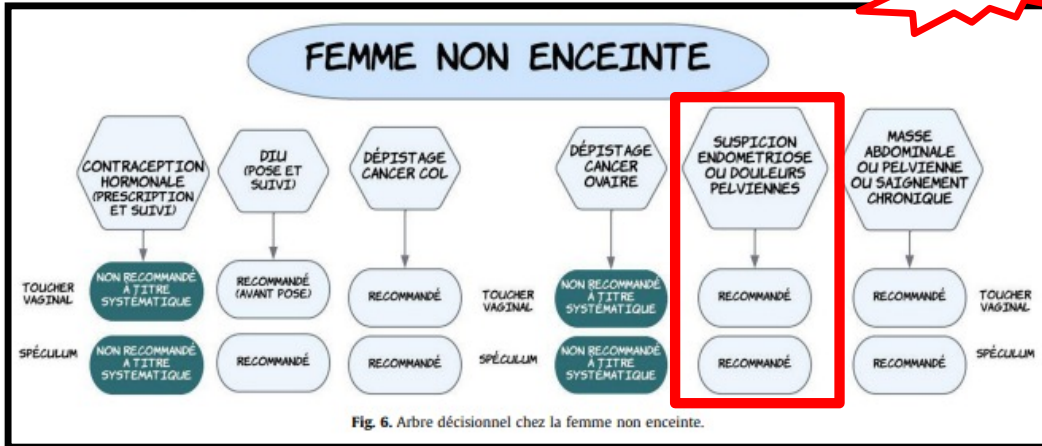 FEMME NON ENCEINTE
CONTRACEPTION
HORMONALE
(PRESCRIPTION
ET SUIVI)
DIU
(POSE ET
SUIVI)
DÉPISTAGE
CANCER COL
DÉPISTAGE
CANCER
OVAIRE
SUSPICION
ENDOMETRIOSE
OU DOULEURS
PELVIENNES
MASSE
ABDOMINALE
OU PELVIENNE
OU SAIGNEMENT
CHRONIQUE
TOUCHER
VAGINAL
NON RECOMMANDÉ
À TITRE
SYSTÉMATIQUE
RECOMMANDÉ
(AVANT POSE)
RECOMMANDÉ
TOUCHER
VAGINAL
NON RECOMMANDÉ
À TITRE
SYSTÉMATIQUE
RECOMMANDÉ
RECOMMANDÉ
TOUCHER
VAGINAL
SPÉCULUM
NON RECOMMANDÉ
À TITRE
SYSTÉMATIQUE
RECOMMANDÉ
RECOMMANDÉ
SPÉCULUM
NON RECOMMANDÉ
À TITRE
SYSTÉMATIQUE
RECOMMANDÉ
RECOMMANDÉ
SPÉCULUM
Fig. 6. Arbre décisionnel chez la femme non enceinte.